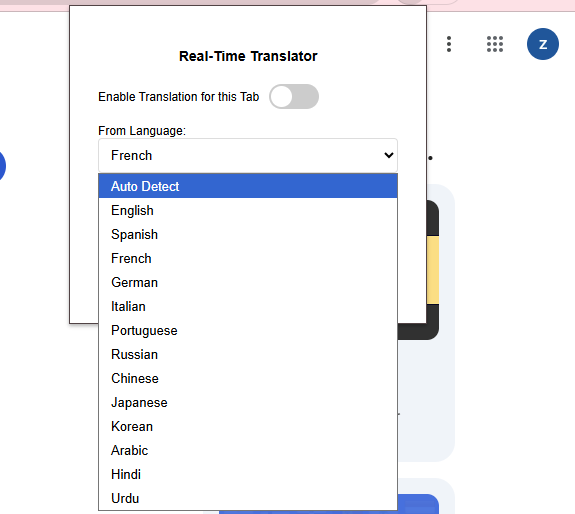 Real-Time Translator
Z
Enable Translation for this Tab
From Language:
French
Auto Detect
English
Spanish
French
German
Italian
Portuguese
Russian
Chinese
Japanese
Korean
Arabic
Hindi
Urdu